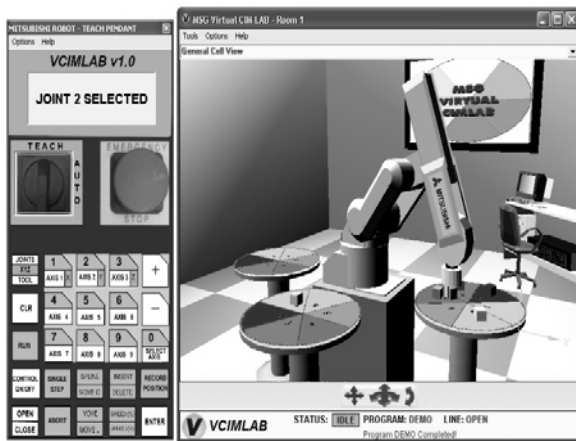 MITSUBISHI ROBOT - TEACH PENDANT
Options Help
VCIMLAB v1.0
JOINT 2 SELECTED
TEACH
AUTO
EMERGENCY
STOP
JOINTS
XYZ
TOOL
1 2 3 +
AXIS 1 X AXIS 2 Y AXIS 3 Z
CLR
4 5 6 −
AXIS 4 AXIS 5 AXIS 6
RUN
7 8 9 0
AXIS 7 AXIS 8 AXIS 9 SELECT AXIS
CONTROL ON/OFF
SINGLE STEP
INSERT
DELETE
RECORD POSITION
OPEN
CLOSE
ABORT
MOVE
ENTER
MSG Virtual CIM LAB - Room 1
Tools Options Help
General Cell View
MSG
VIRTUAL
CIMLAB
MITSUBISHI
VCIMLAB
STATUS: IDLE PROGRAM: DEMO LINE: OPEN
Program DEMO Completed!